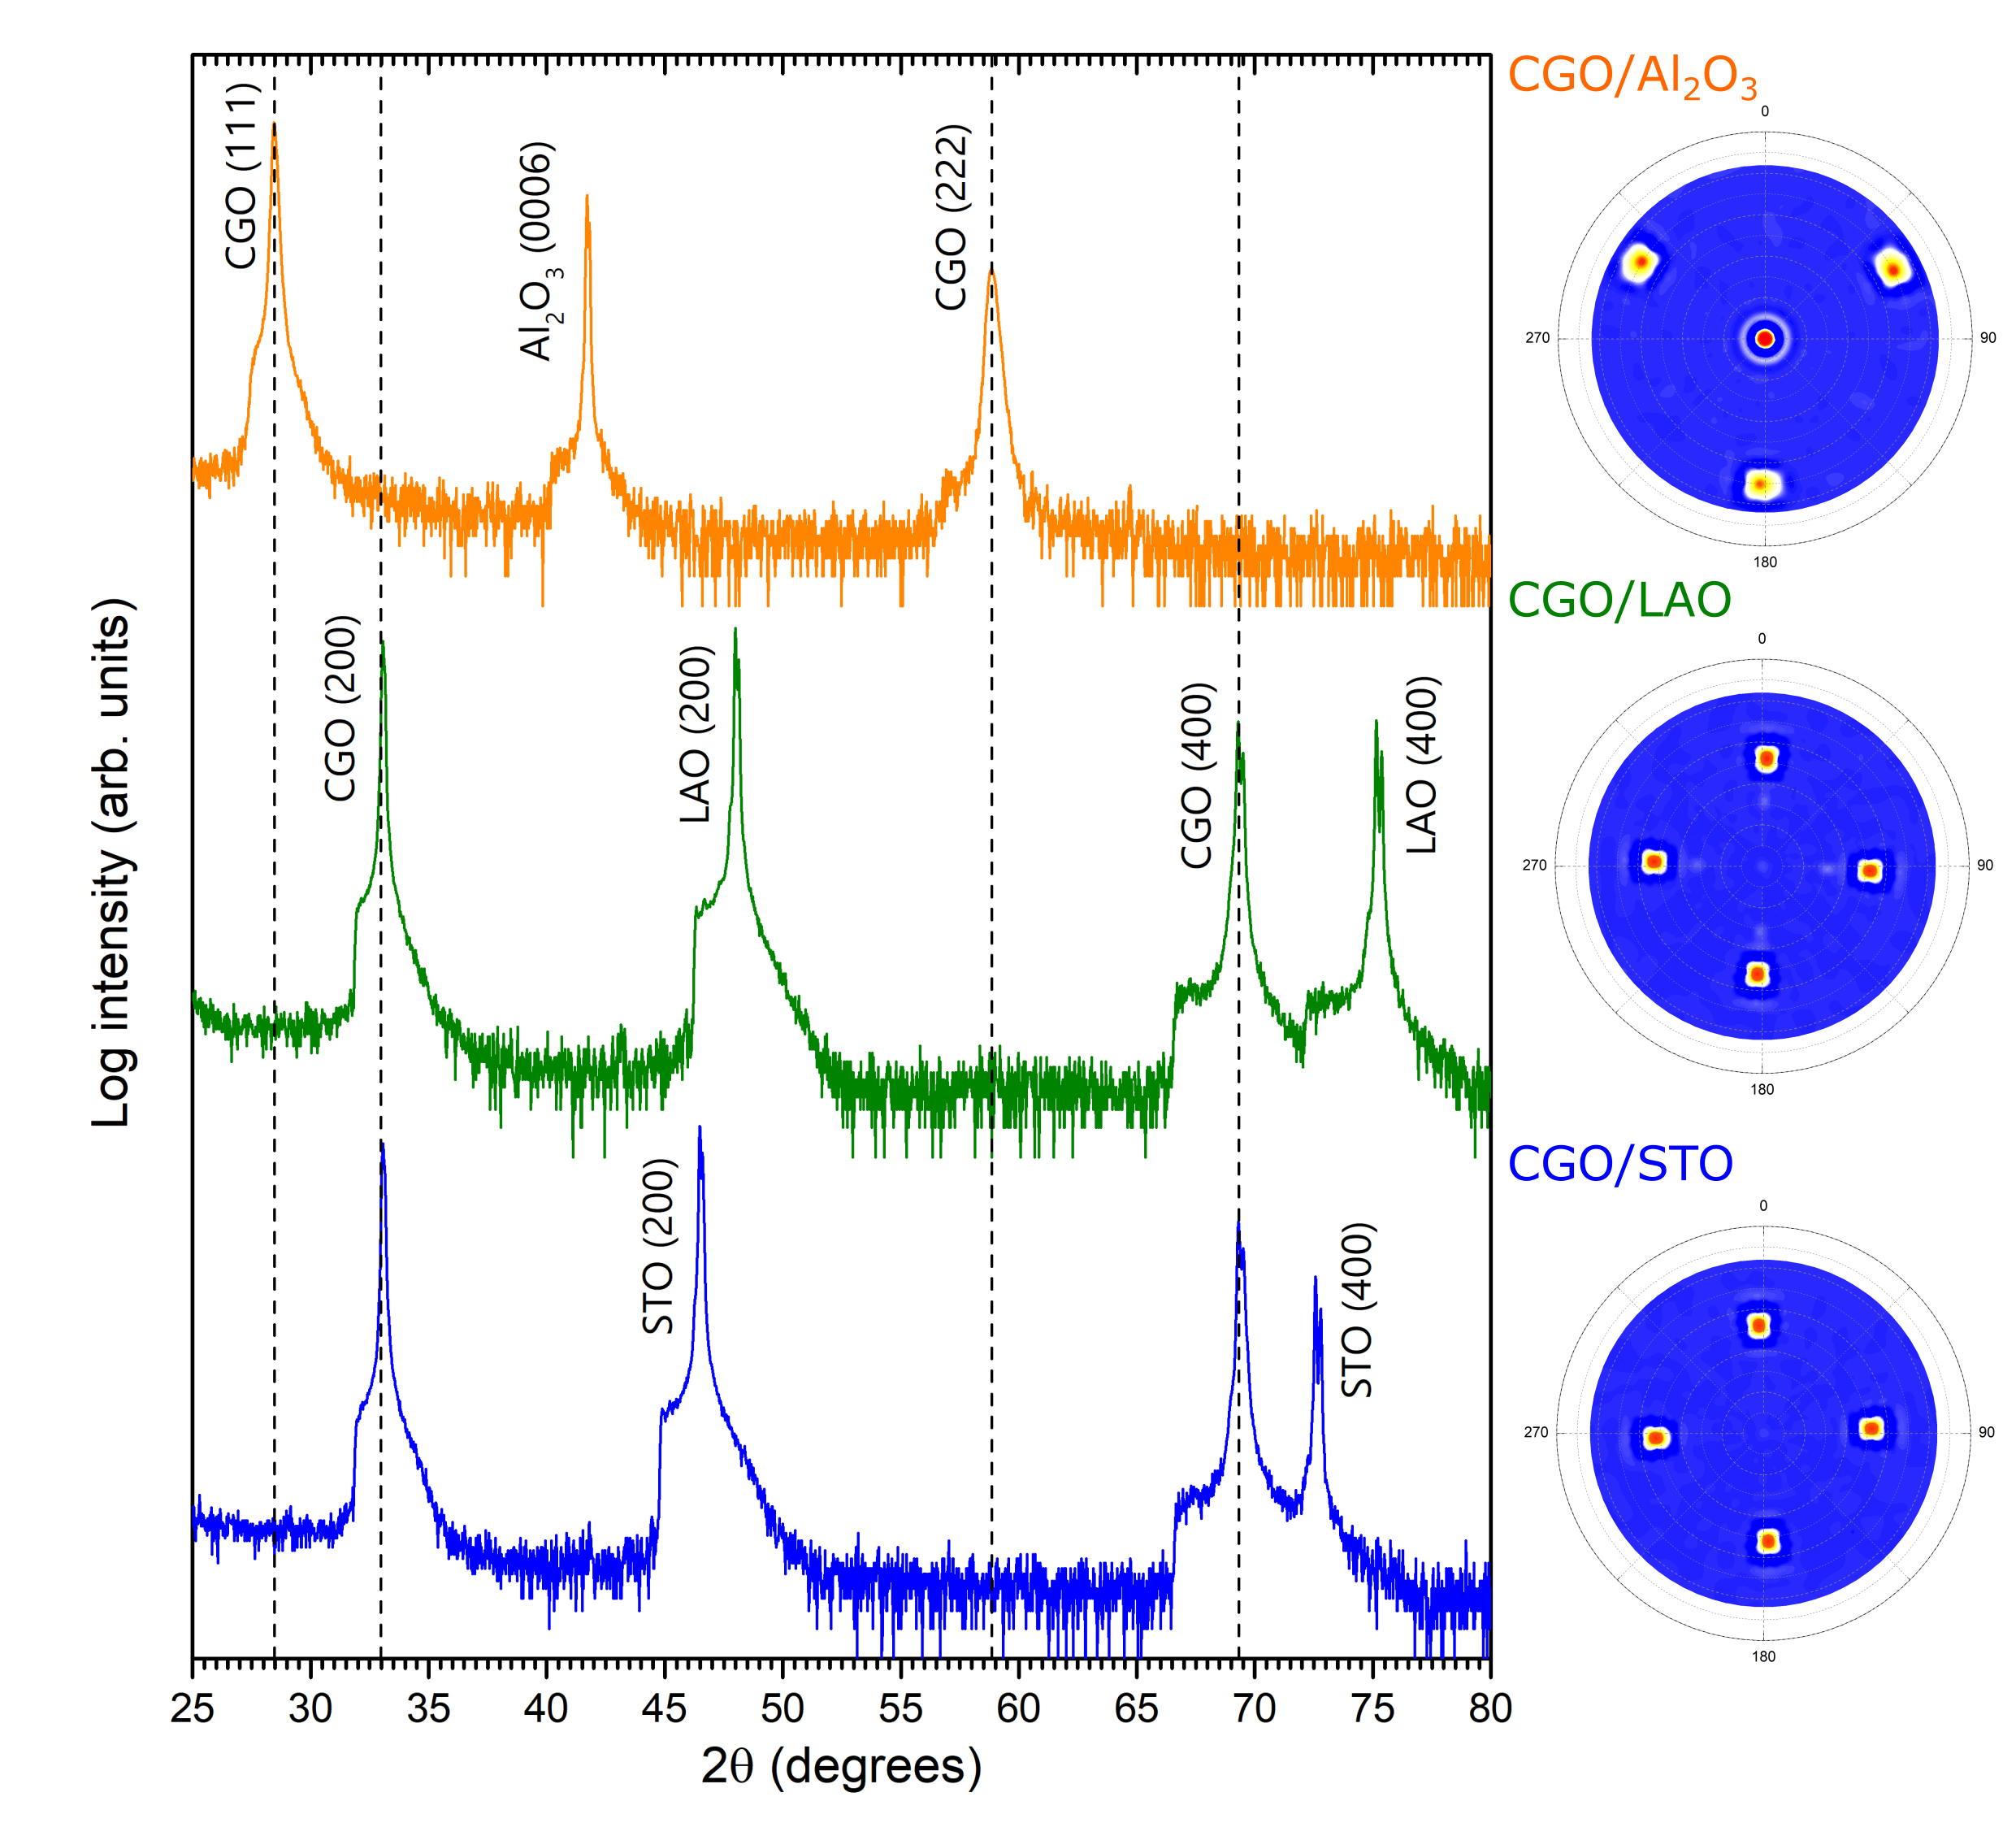 CGO/Al₂O₃
CGO (111)
Al₂O₃ (0006)
CGO (222)
0
270
90
180
CGO/LAO
CGO (200)
LAO (200)
CGO (400)
LAO (400)
0
270
90
180
CGO/STO
STO (200)
STO (400)
0
270
90
180
Log intensity (arb. units)
25 30 35 40 45 50 55 60 65 70 75 80
2θ (degrees)